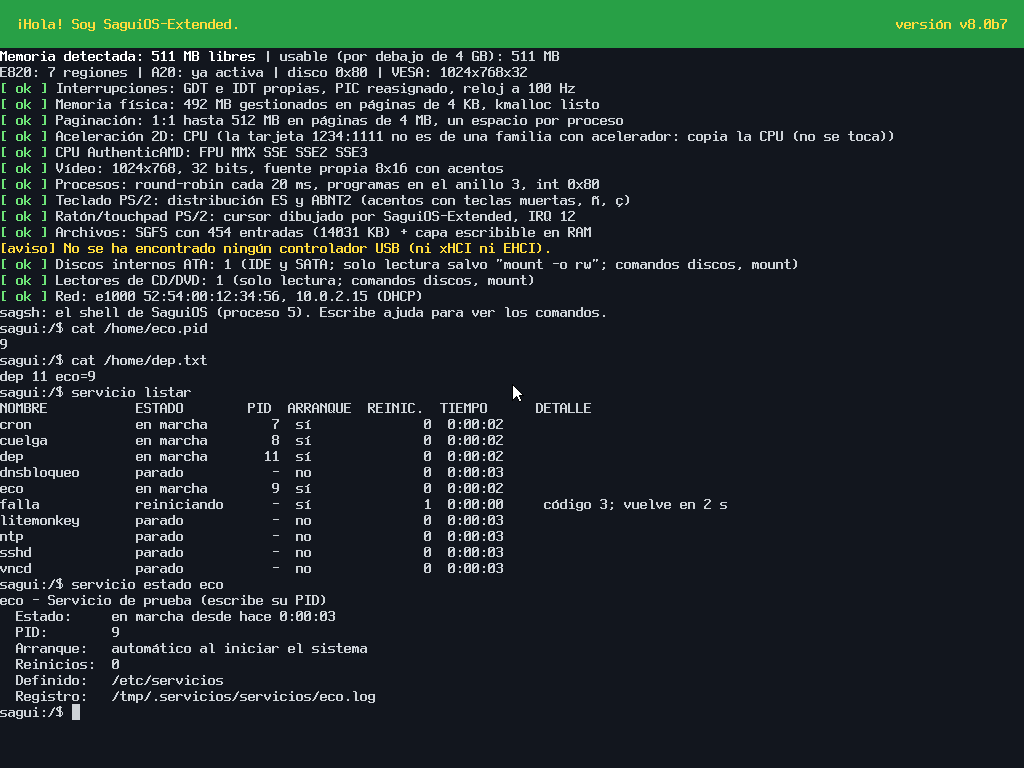 ¡Hola! Soy SaguiOS-Extended. versión v8.0b7
Memoria detectada: 511 MB libres | usable (por debajo de 4 GB): 511 MB
E820: 7 regiones | A20: ya activa | disco 0x80 | VESA: 1024x768x32
[ ok ] Interrupciones: GDT e IDT propias, PIC reasignado, reloj a 100 Hz
[ ok ] Memoria física: 492 MB gestionados en páginas de 4 KB, kmalloc listo
[ ok ] Paginación: 1:1 hasta 512 MB en páginas de 4 MB, un espacio por proceso
[ ok ] Aceleración 2D: CPU (la tarjeta 1234:1111 no es de una familia con acelerador: copia la CPU (no se toca))
[ ok ] CPU AuthenticAMD: FPU MMX SSE SSE2 SSE3
[ ok ] Vídeo: 1024x768, 32 bits, fuente propia 8x16 con acentos
[ ok ] Procesos: round-robin cada 20 ms, programas en el anillo 3, int 0x80
[ ok ] Teclado PS/2: distribución ES y ABNT2 (acentos con teclas muertas, ñ, ç)
[ ok ] Ratón/touchpad PS/2: cursor dibujado por SaguiOS-Extended, IRQ 12
[ ok ] Archivos: SGFS con 454 entradas (14031 KB) + capa escribible en RAM
[aviso] No se ha encontrado ningún controlador USB (ni xHCI ni EHCI).
[ ok ] Discos internos ATA: 1 (IDE y SATA; solo lectura salvo "mount -o rw"; comandos discos, mount)
[ ok ] Lectores de CD/DVD: 1 (solo lectura; comandos discos, mount)
[ ok ] Red: e1000 52:54:00:12:34:56, 10.0.2.15 (DHCP)
sagsh: el shell de SaguiOS (proceso 5). Escribe ayuda para ver los comandos.
sagui:/$ cat /home/eco.pid
9
sagui:/$ cat /home/dep.txt
dep 11 eco=9
sagui:/$ servicio listar
NOMBRE ESTADO PID ARRANQUE REINIC. TIEMPO DETALLE
cron en marcha 7 sí 0 0:00:02
cuelga en marcha 8 sí 0 0:00:02
dep en marcha 11 sí 0 0:00:02
dnsbloqueo parado - no 0 0:00:03
eco en marcha 9 sí 0 0:00:02
falla reiniciando - sí 1 0:00:00 código 3; vuelve en 2 s
litemonkey parado - no 0 0:00:03
ntp parado - no 0 0:00:03
sshd parado - no 0 0:00:03
vncd parado - no 0 0:00:03
sagui:/$ servicio estado eco
eco - Servicio de prueba (escribe su PID)
Estado: en marcha desde hace 0:00:03
PID: 9
Arranque: automático al iniciar el sistema
Reinicios: 0
Definido: /etc/servicios
Registro: /tmp/.servicios/servicios/eco.log
sagui:/$